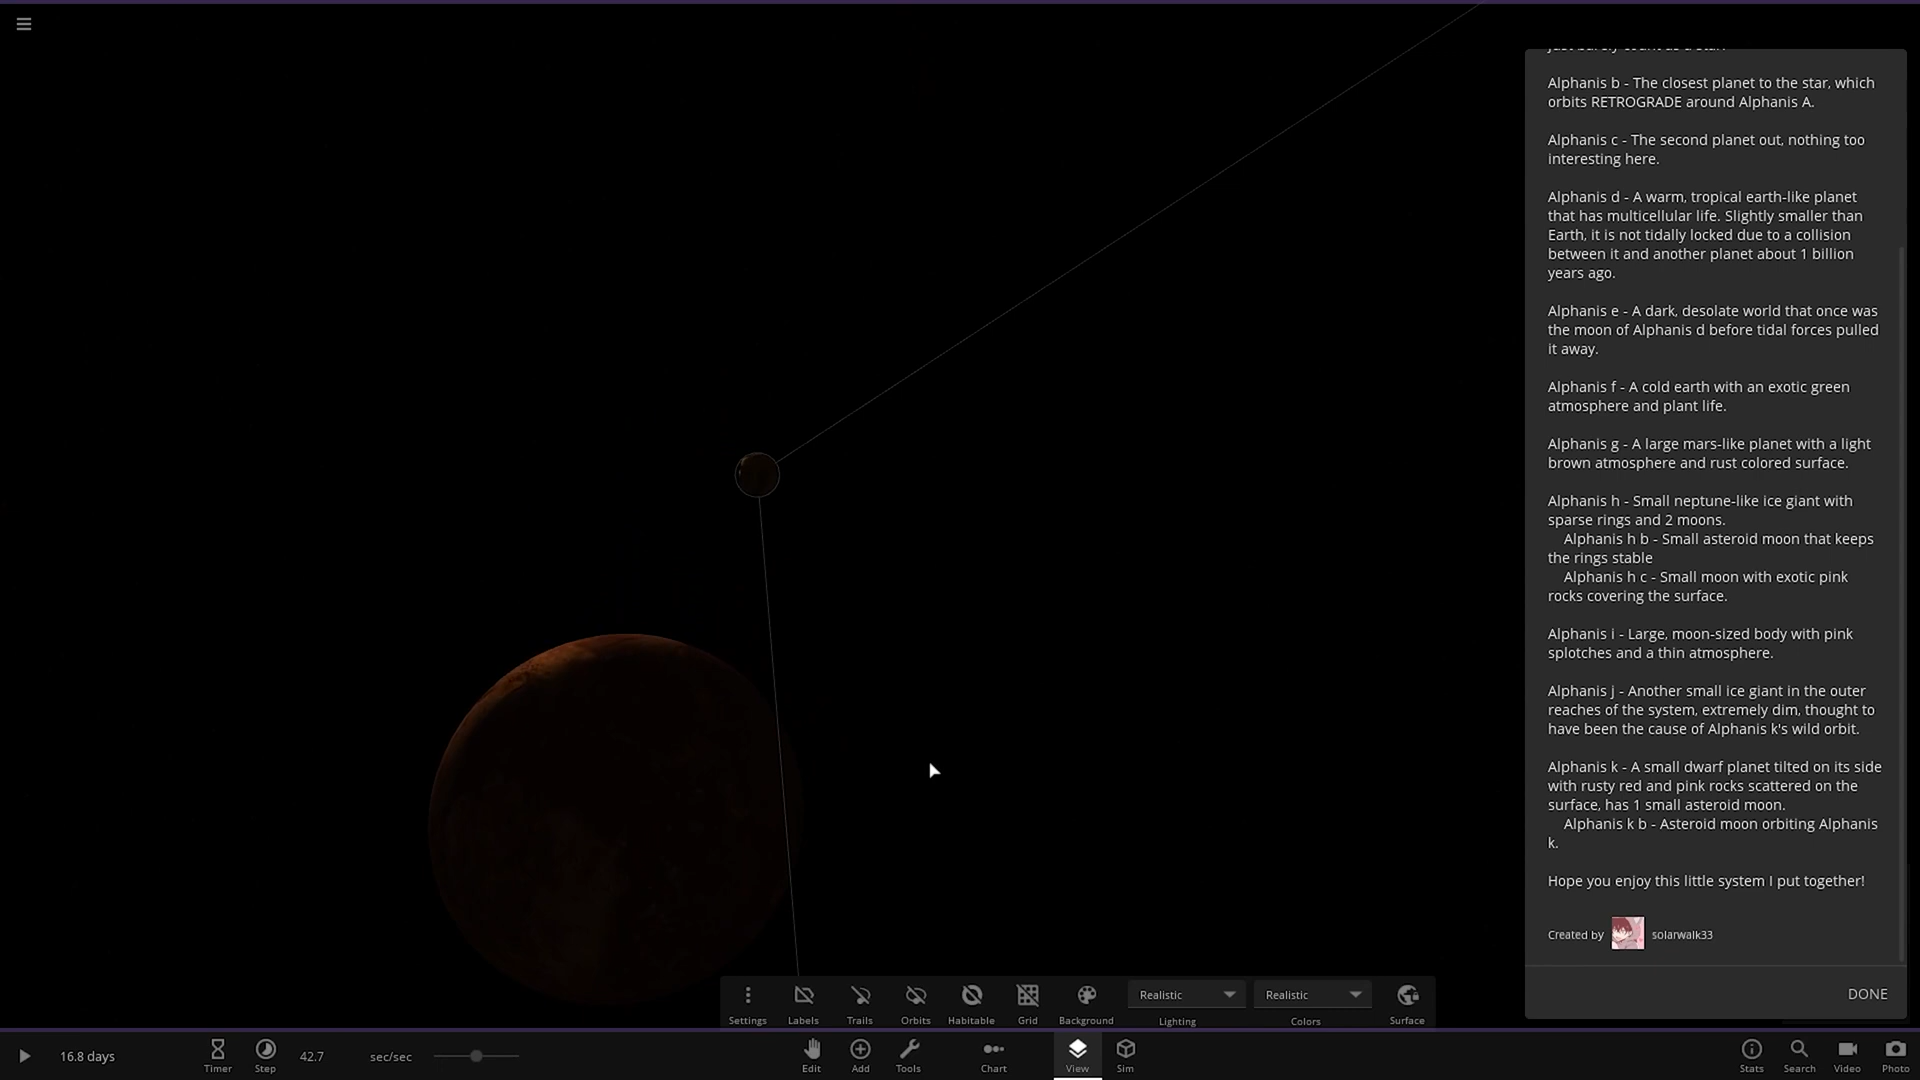 Alphanis b - The closest planet to the star, which
orbits RETROGRADE around Alphanis A.
Alphanis c - The second planet out, nothing too
interesting here.
Alphanis d - A warm, tropical earth-like planet
that has multicellular life. Slightly smaller than
Earth, it is not tidally locked due to a collision
between it and another planet about 1 billion
years ago.
Alphanis e - A dark, desolate world that once was
the moon of Alphanis d before tidal forces pulled
it away.
Alphanis f - A cold earth with an exotic green
atmosphere and plant life.
Alphanis g - A large mars-like planet with a light
brown atmosphere and rust colored surface.
Alphanis h - Small neptune-like ice giant with
sparse rings and 2 moons.
Alphanis h b - Small asteroid moon that keeps
the rings stable
Alphanis h c - Small moon with exotic pink
rocks covering the surface.
Alphanis i - Large, moon-sized body with pink
splotches and a thin atmosphere.
Alphanis j - Another small ice giant in the outer
reaches of the system, extremely dim, thought to
have been the cause of Alphanis k's wild orbit.
Alphanis k - A small dwarf planet tilted on its side
with rusty red and pink rocks scattered on the
surface, has 1 small asteroid moon.
Alphanis k b - Asteroid moon orbiting Alphanis
k.
Hope you enjoy this little system I put together!
Created by solarwalk33
DONE
Realistic Realistic
Settings Labels Trails Orbits Habitable Grid Background Lighting Colors Surface
16.8 days
Timer Step
42.7 sec/sec
Edit Add Tools Chart View Sim
Stats Search Video Photo